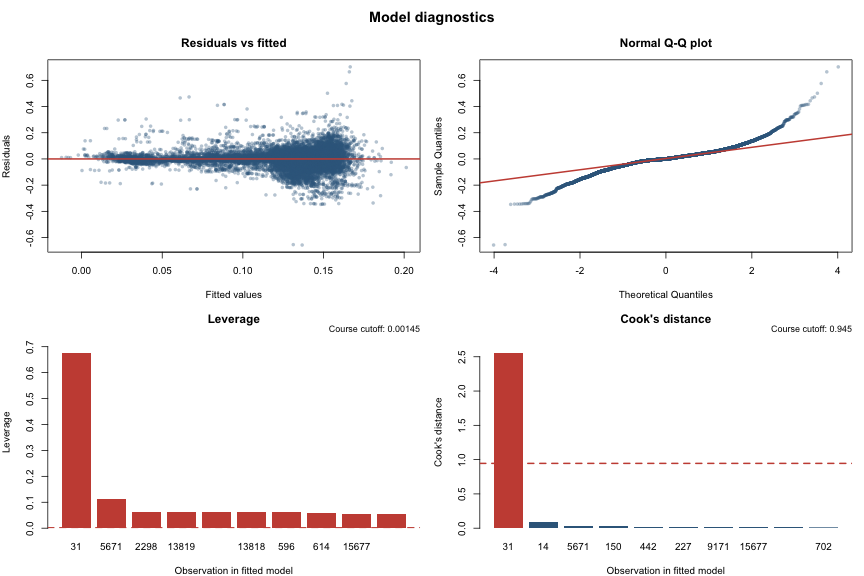 Model diagnostics
Residuals vs fitted
Residuals
0.6
0.4
0.2
0.0
-0.2
-0.4
-0.6
0.00 0.05 0.10 0.15 0.20
Fitted values
Normal Q-Q plot
Sample Quantiles
0.6
0.4
0.2
0.0
-0.2
-0.4
-0.6
-4 -2 0 2 4
Theoretical Quantiles
Leverage
Course cutoff: 0.00145
Leverage
0.7
0.6
0.5
0.4
0.3
0.2
0.1
0.0
31 5671 2298 13819 13818 596 614 15677
Observation in fitted model
Cook's distance
Course cutoff: 0.945
Cook's distance
2.5
2.0
1.5
1.0
0.5
0.0
31 14 5671 150 442 227 9171 15677 702
Observation in fitted model